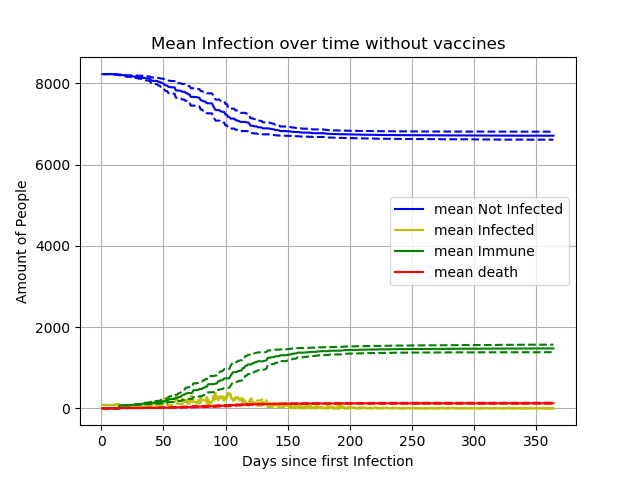 Mean Infection over time without vaccines
Amount of People
8000
6000
4000
2000
0
mean Not Infected
mean Infected
mean Immune
mean death
0 50 100 150 200 250 300 350
Days since first Infection